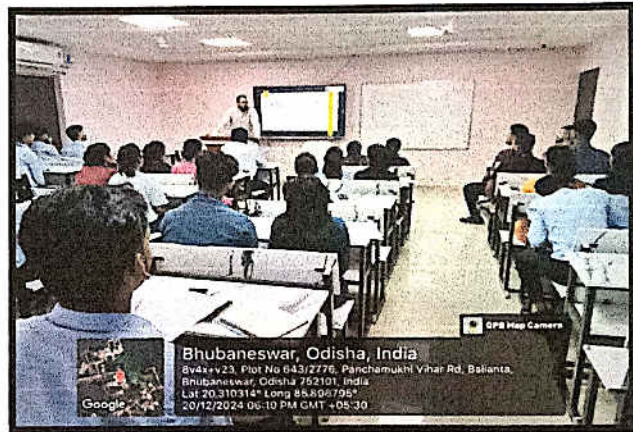 GPS Map Camera
Bhubaneswar, Odisha, India
8v4x+v23, Plot No 643/2776, Panchamukhi Vihar Rd, Balianta,
Bhubaneswar, Odisha 752101, India
Lat 20.310314° Long 85.898795°
20/12/2024 06:10 PM GMT +05:30
Google